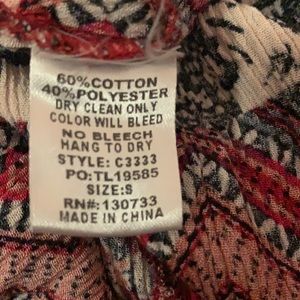 60%COTTON
40%POLYESTER
DRY CLEAN ONLY
COLOR WILL BLEED
NO BLEECH
HANG TO DRY
STYLE: C3333
PO:TL19585
SIZE:S
RN#:130733
MADE IN CHINA